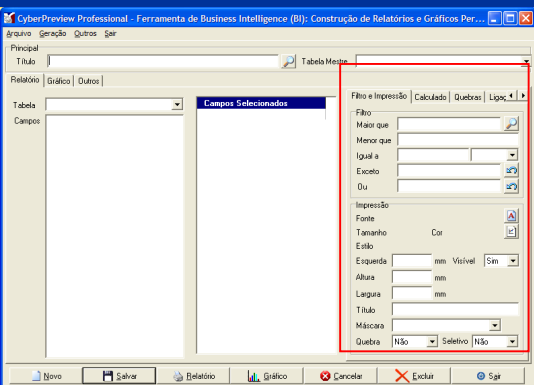 CyberPreview Professional - Ferramenta de Business Intelligence (BI): Construção de Relatórios e Gráficos Per...
Arquivo Geração Outros Sair
Principal
Título Tabela Mestre
Relatório Gráfico Outros
Tabela
Campos
Campos Selecionados
Filtro e Impressão Calculado Quebras Ligaç
Filtro
Maior que
Menor que
Igual a
Exceto
Ou
Impressão
Fonte
Tamanho Cor
Estilo
Esquerda mm Visível Sim
Altura mm
Largura mm
Título
Máscara
Quebra Não Seletivo Não
Novo Salvar Relatório Gráfico Cancelar Excluir Sair